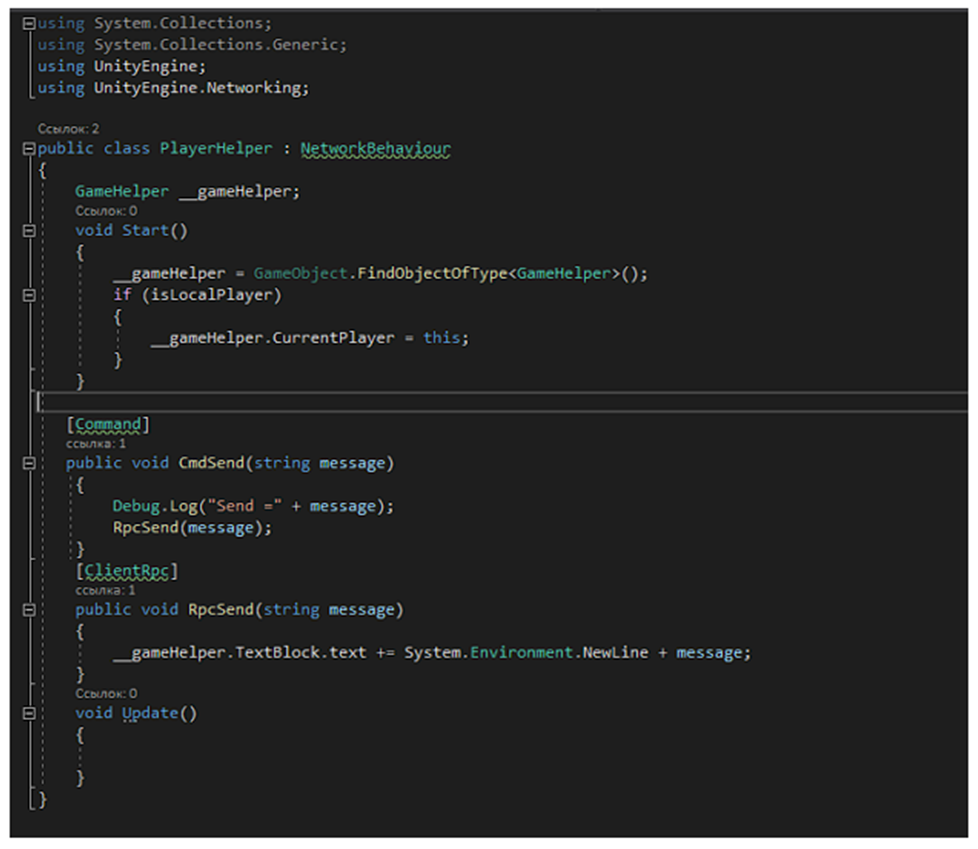 using System.Collections;
using System.Collections.Generic;
using UnityEngine;
using UnityEngine.Networking;
Ссылок: 2
public class PlayerHelper : NetworkBehaviour
{
GameHelper __gameHelper;
Ссылок: 0
void Start()
{
__gameHelper = GameObject.FindObjectOfType<GameHelper>();
if (isLocalPlayer)
{
__gameHelper.CurrentPlayer = this;
}
}
[Command]
ссылка: 1
public void CmdSend(string message)
{
Debug.Log("Send =" + message);
RpcSend(message);
}
[ClientRpc]
ссылка: 1
public void RpcSend(string message)
{
__gameHelper.TextBlock.text += System.Environment.NewLine + message;
}
Ссылок: 0
void Update()
{
}
}